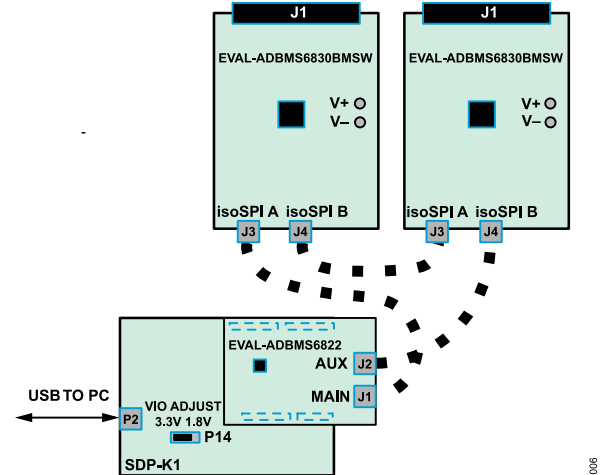 J1
J1
EVAL-ADBMS6830BMSW
EVAL-ADBMS6830BMSW
V+
V–
V+
V–
-
isoSPI A isoSPI B
isoSPI A isoSPI B
J3
J4
J3
J4
EVAL-ADBMS6822
AUX J2
MAIN J1
USB TO PC
P2
VIO ADJUST
3.3V 1.8V
P14
SDP-K1
006